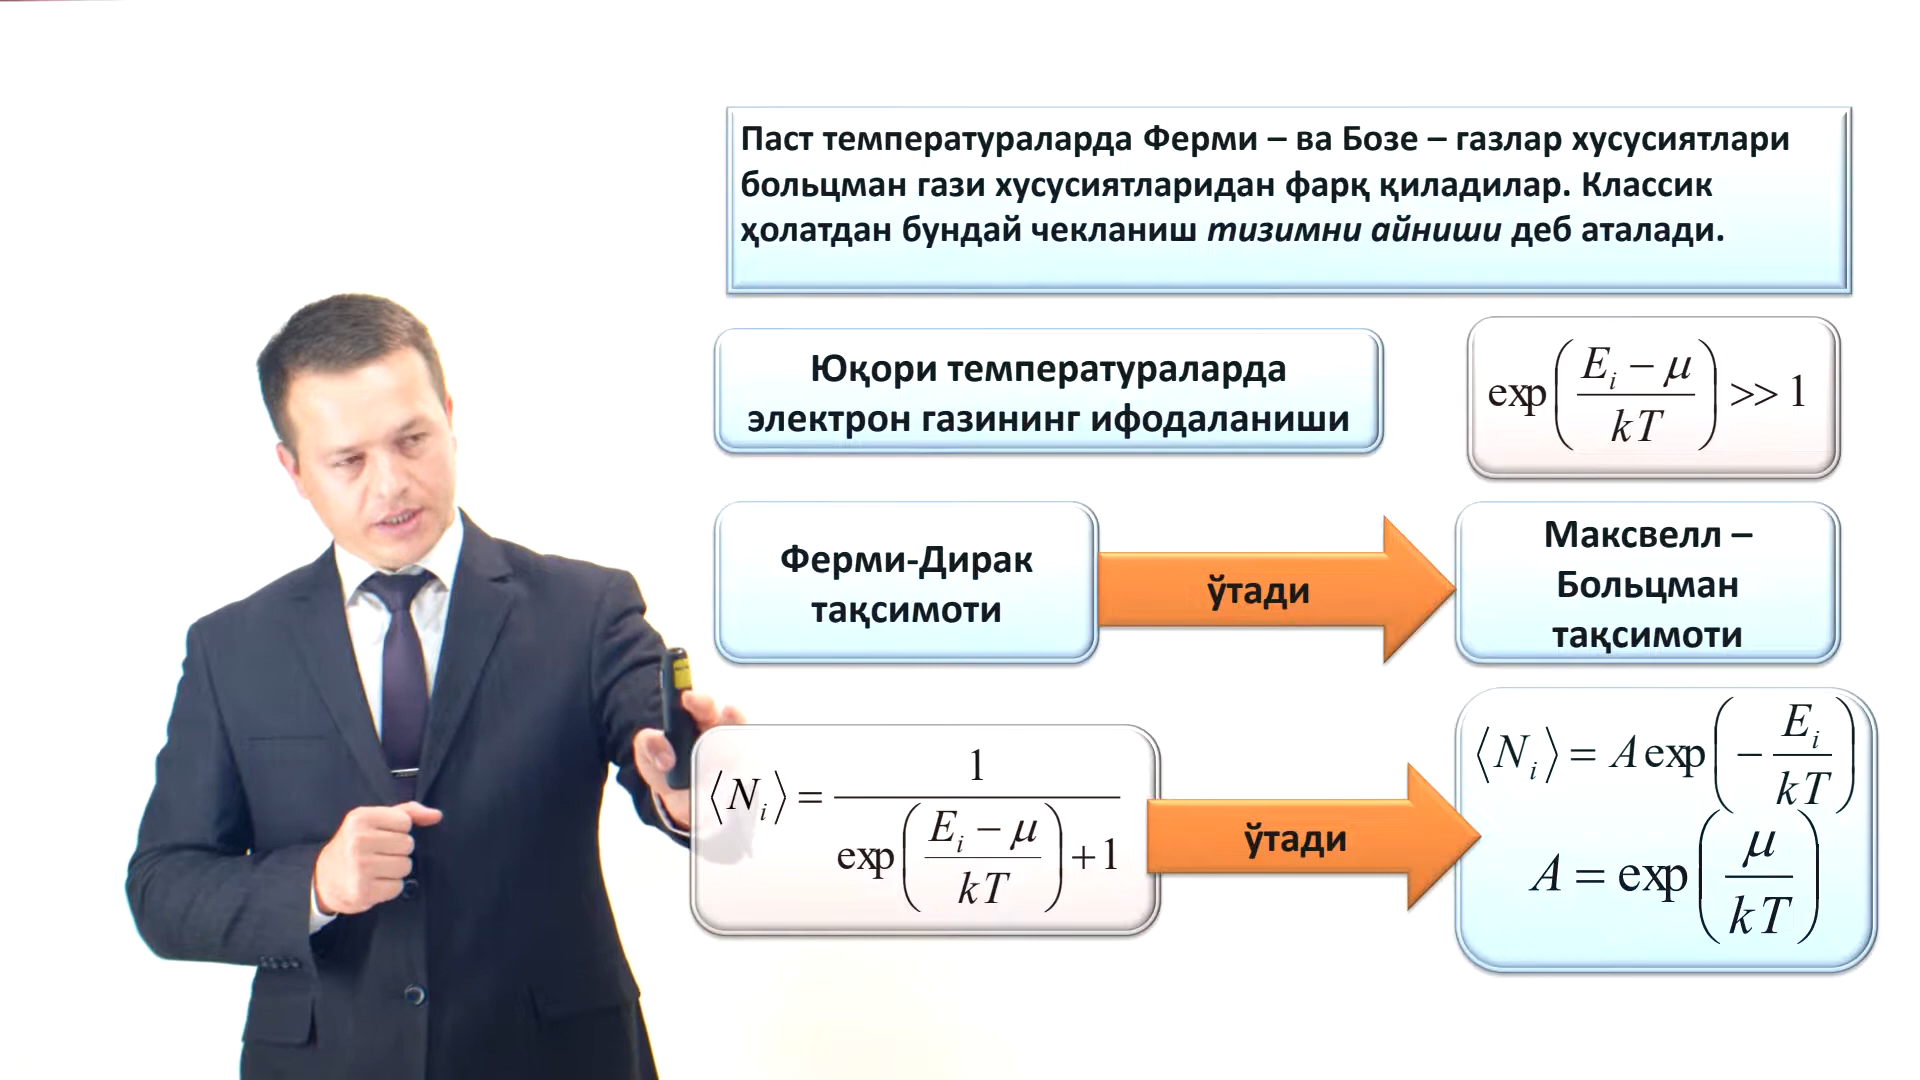 Паст температураларда Ферми – ва Бозе – газлар хусусиятлари
больцман гази хусусиятларидан фарқ қиладилар. Классик
ҳолатдан бундай чекланиш тизимни айниши деб аталади.
Юқори температураларда
электрон газининг ифодаланиши
exp((E_i − μ)/(kT)) >> 1
Ферми-Дирак
тақсимоти
ўтади
Максвелл –
Больцман
тақсимоти
⟨N_i⟩ = 1/(exp((E_i − μ)/(kT)) + 1)
ўтади
⟨N_i⟩ = A exp(− E_i/(kT))
A = exp(μ/(kT))